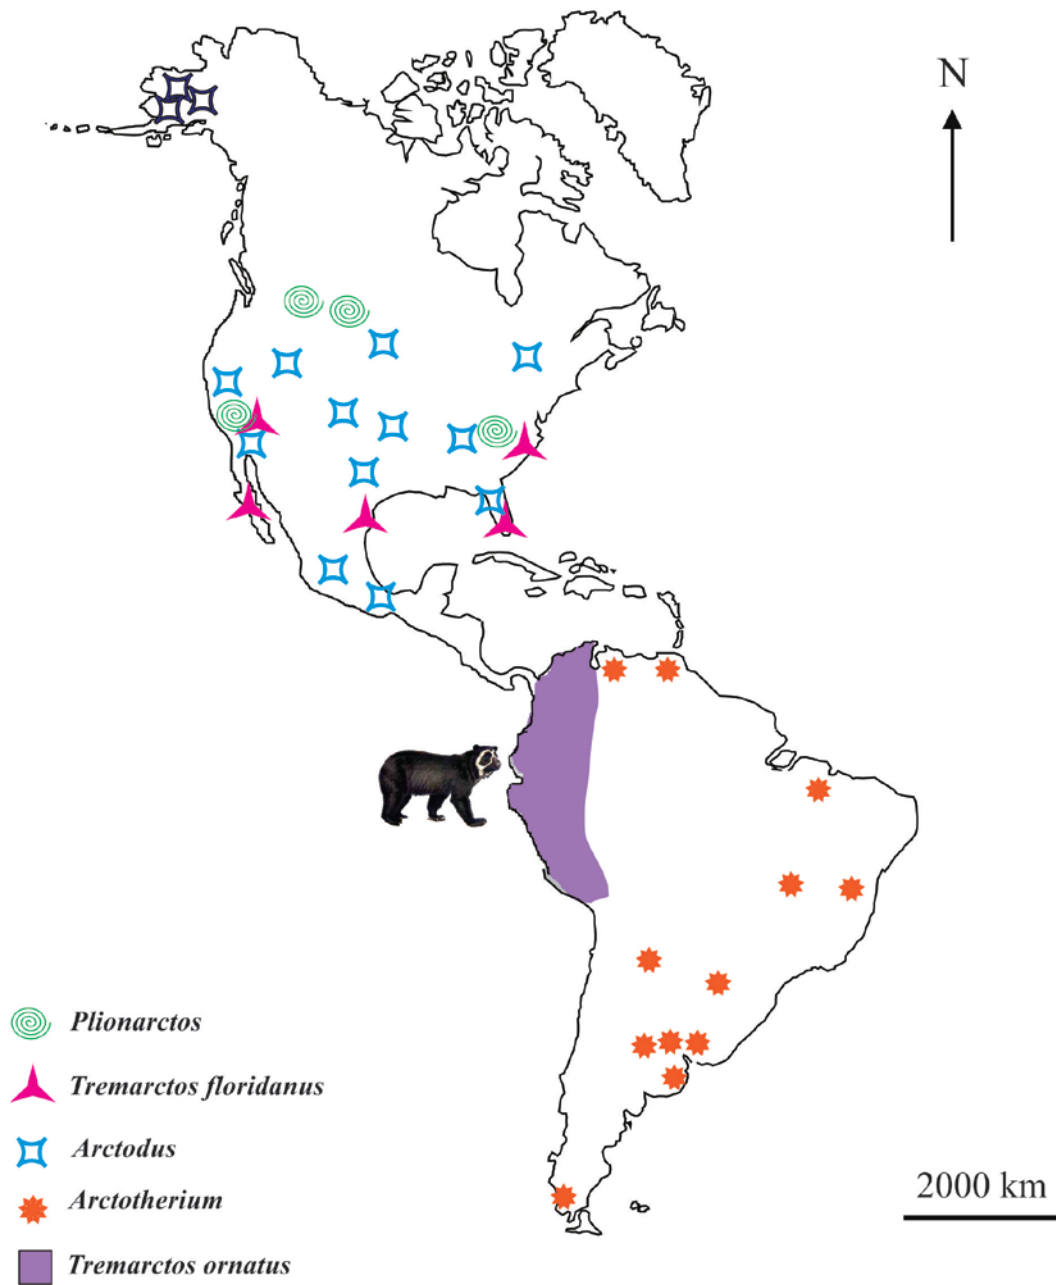 N
Plionarctos
Tremarctos floridanus
Arctodus
Arctotherium
Tremarctos ornatus
2000 km